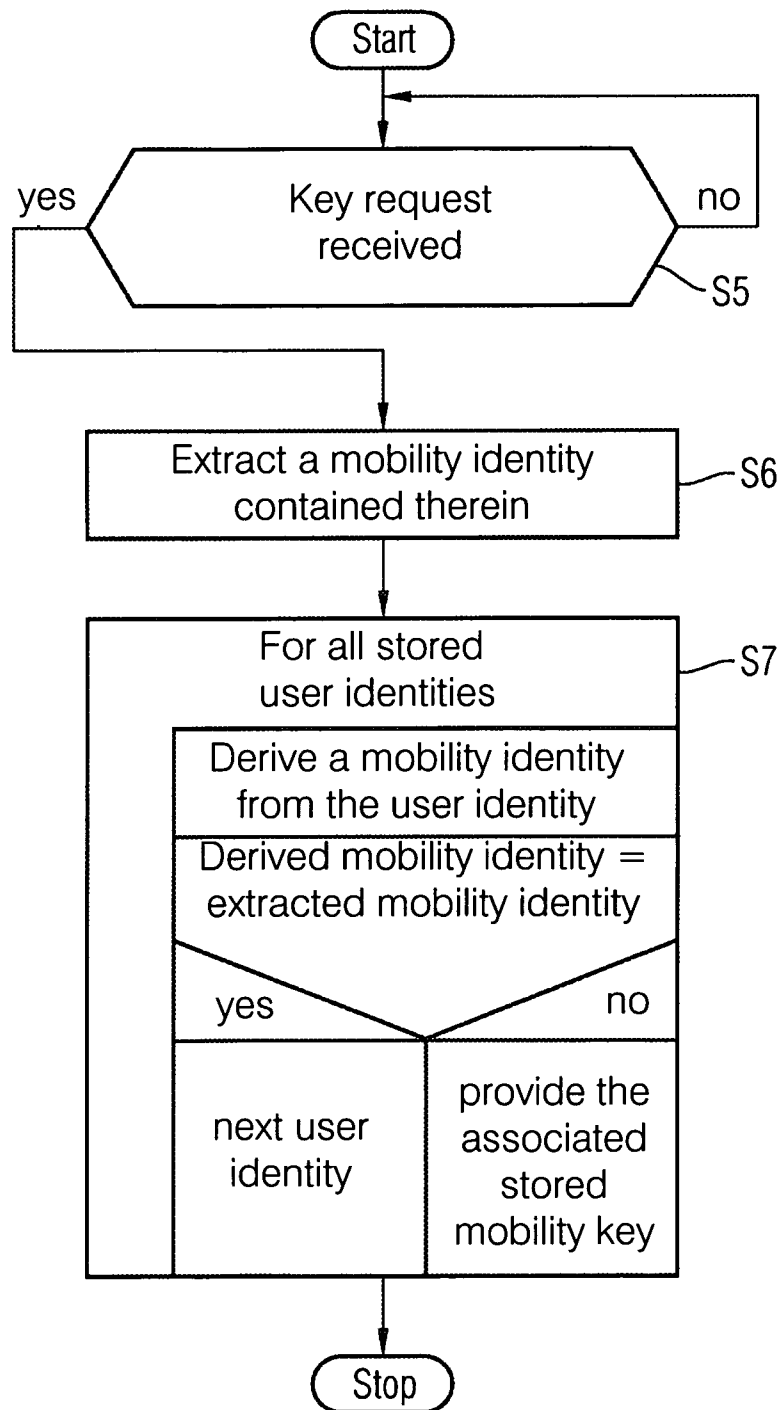 Start
yes
Key request
received
no
S5
Extract a mobility identity
contained therein
S6
For all stored
user identities
S7
Derive a mobility identity
from the user identity
Derived mobility identity =
extracted mobility identity
yes
no
next user
identity
provide the
associated
stored
mobility key
Stop